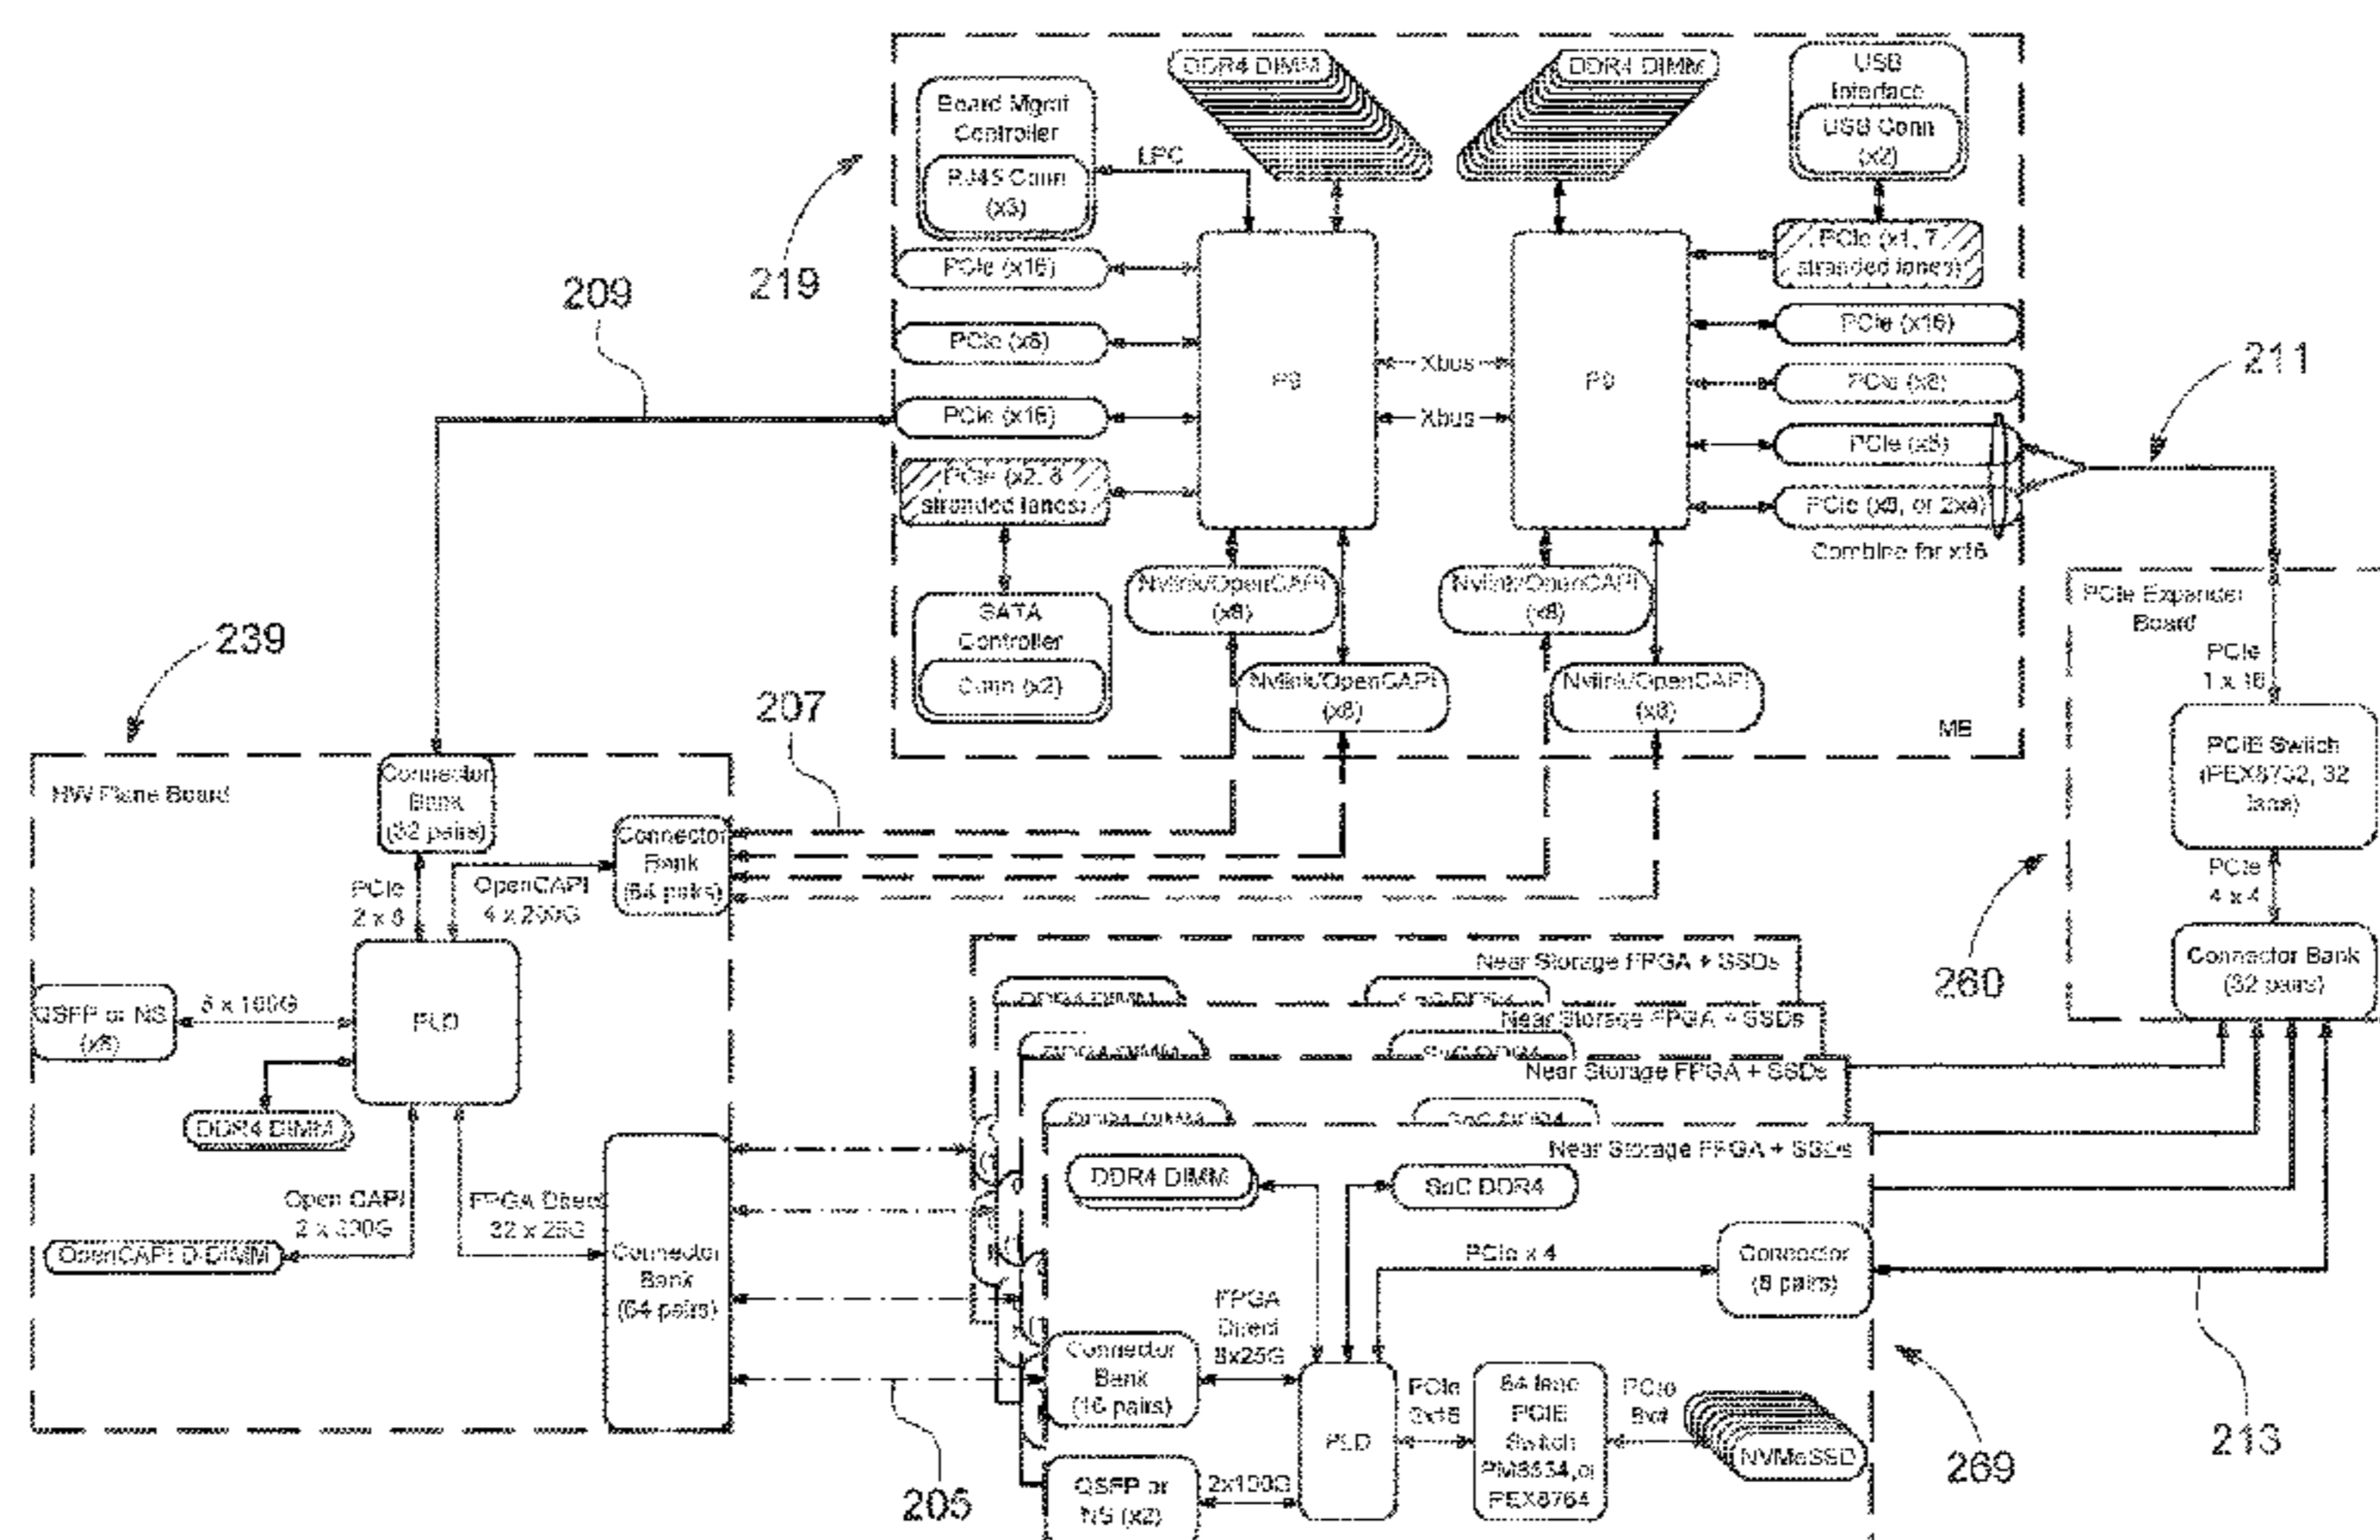 DDR4 DIMM
DDR4 DIMM
USB
Interface
USB Conn
(x2)
Board Mgmt
Controller
RJ45 Conn
(x3)
LPC
219
PCIe (x16)
PCIe (x8)
PCIe (x16)
stranded lanes)
SATA
Controller
Conn (x2)
P9
P9
Xbus
Xbus
PCIe (x1, 7
stranded lanes)
PCIe (x16)
PCIe (x8)
PCIe (x8)
PCIe (x8, or 2x4)
Combine for x16
209
211
Nvlink/OpenCAPI
(x8)
Nvlink/OpenCAPI
(x8)
Nvlink/OpenCAPI
(x8)
Nvlink/OpenCAPI
(x8)
MB
PCIe Expander
Board
PCIe
1 x 16
PCIE Switch
(PEX8732, 32
lane)
PCIe
4 x 4
Connector Bank
(32 pairs)
260
239
207
HW Plane Board
Connector
Bank
(32 pairs)
Connector
Bank
(64 pairs)
PCIe
2 x 8
OpenCAPI
4 x 200G
QSFP or NS
(x8)
8 x 100G
PLD
DDR4 DIMM
Open CAPI
2 x 200G
FPGA Direct
32 x 25G
OpenCAPI D-DIMM
Connector
Bank
(64 pairs)
205
Near Storage FPGA + SSDs
Near Storage FPGA + SSDs
Near Storage FPGA + SSDs
Near Storage FPGA + SSDs
DDR4 DIMM
SoC DDR4
PCIe x 4
Connector
(8 pairs)
FPGA
Direct
8x25G
Connector
Bank
(16 pairs)
QSFP or
NS (x2)
2x100G
PLD
PCIe
2x16
64 lane
PCIE
Switch
PM8534,or
PEX8764
PCIe
8x4
NVMeSSD
269
213